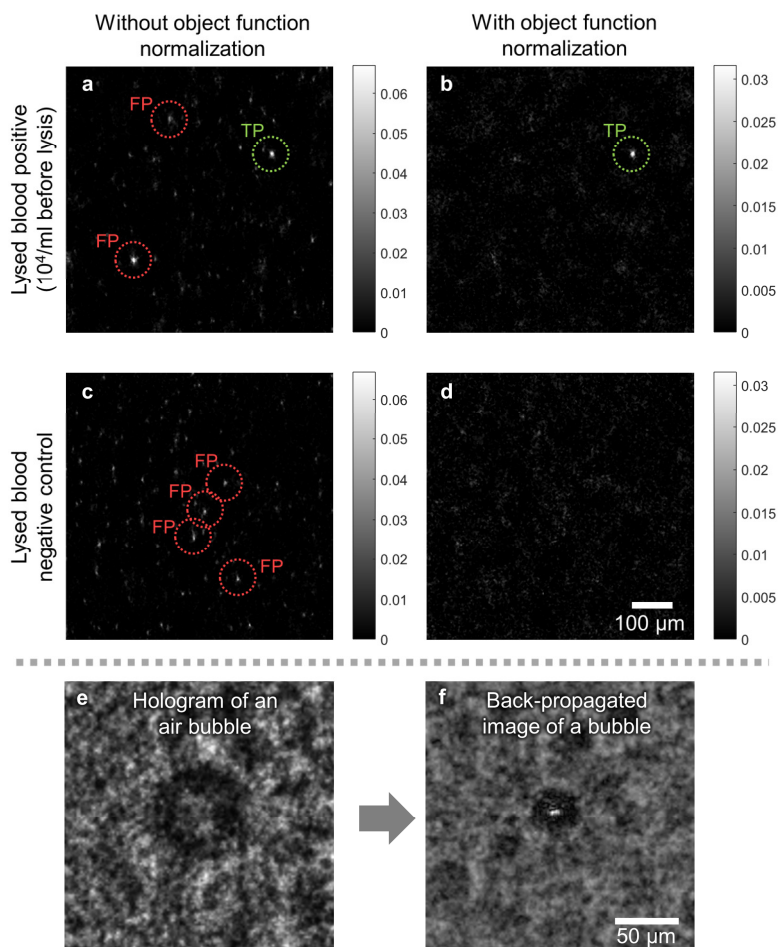 Without object function
normalization
With object function
normalization
Lysed blood positive
(10⁴/ml before lysis)
a
FP
TP
FP
0.06
0.05
0.04
0.03
0.02
0.01
0
b
TP
0.03
0.025
0.02
0.015
0.01
0.005
0
Lysed blood
negative control
c
FP
FP
FP
FP
0.06
0.05
0.04
0.03
0.02
0.01
0
d
100 μm
0.03
0.025
0.02
0.015
0.01
0.005
0
e
Hologram of an
air bubble
f
Back-propagated
image of a bubble
50 μm